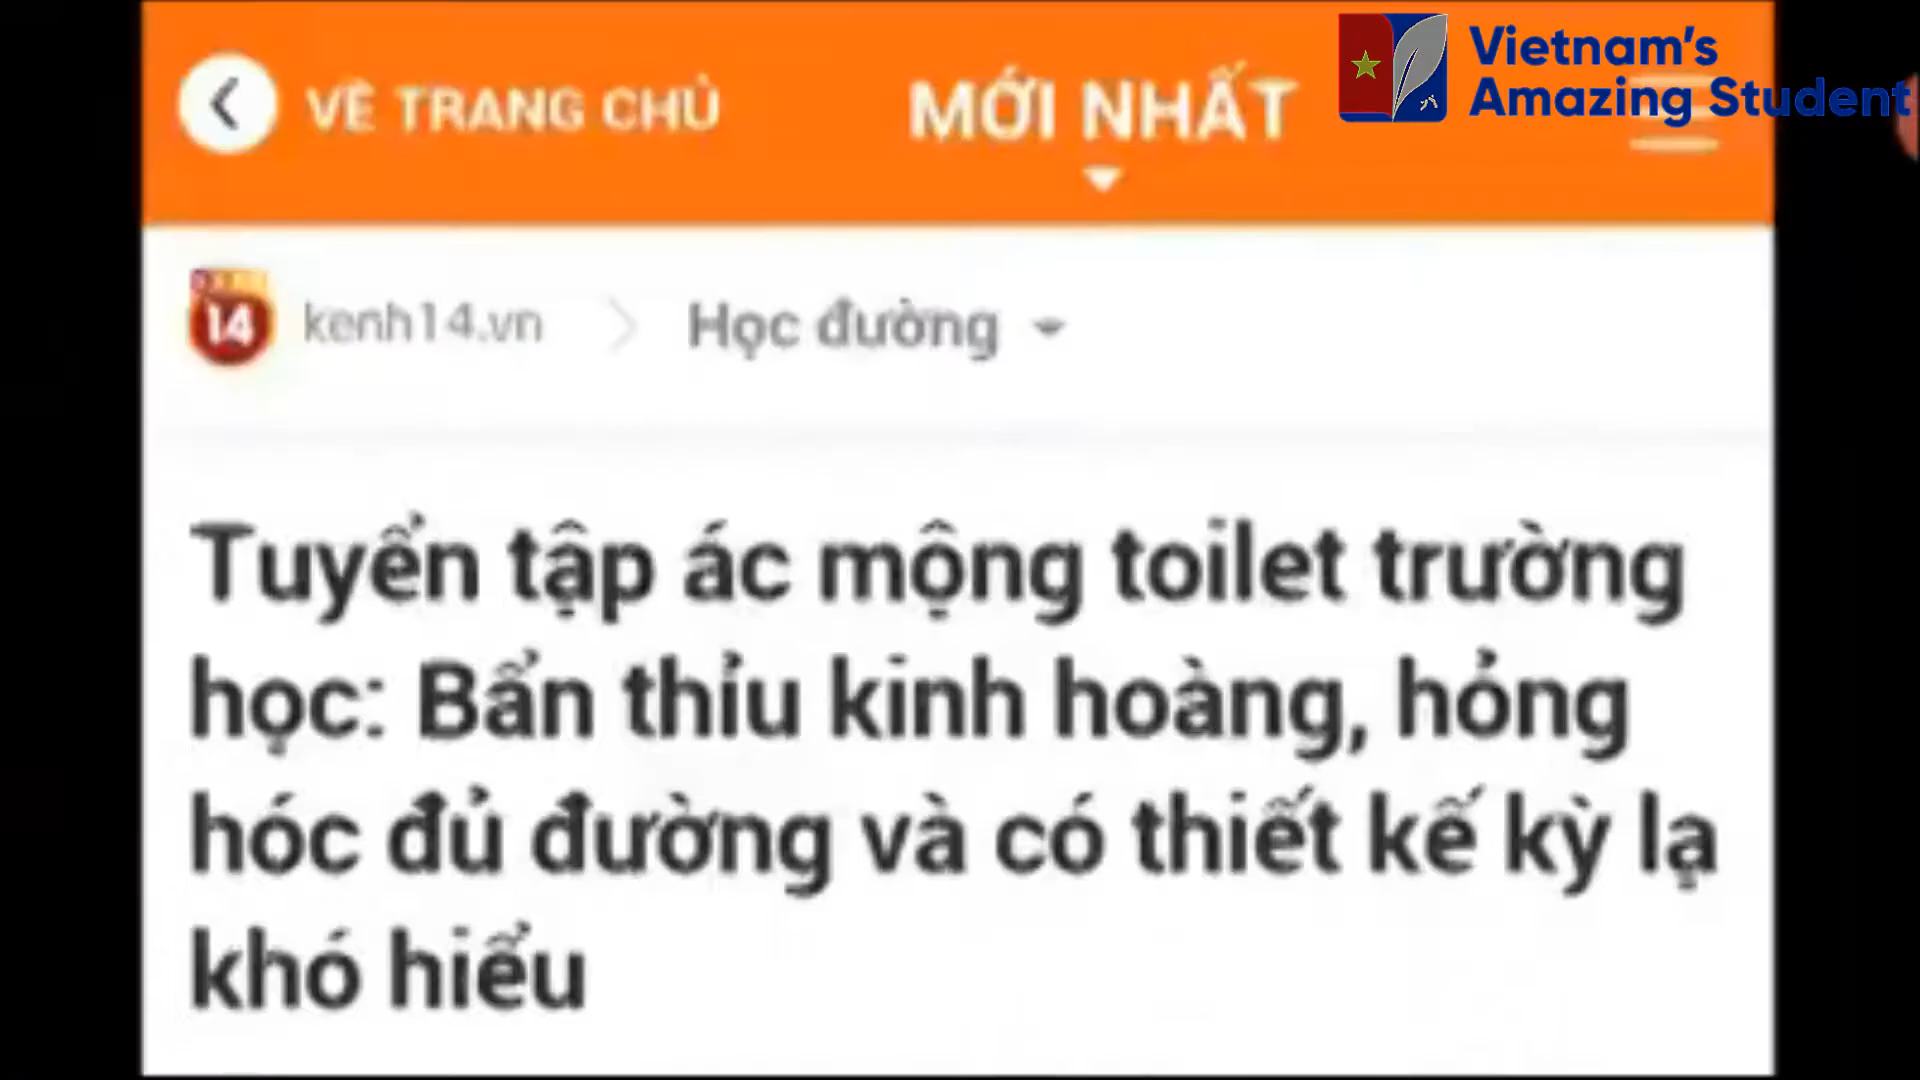 VỀ TRANG CHỦ
MỚI NHẤT
Vietnam's
Amazing Student
14
kenh14.vn
Học đường
Tuyển tập ác mộng toilet trường
học: Bẩn thỉu kinh hoàng, hỏng
hóc đủ đường và có thiết kế kỳ lạ
khó hiểu